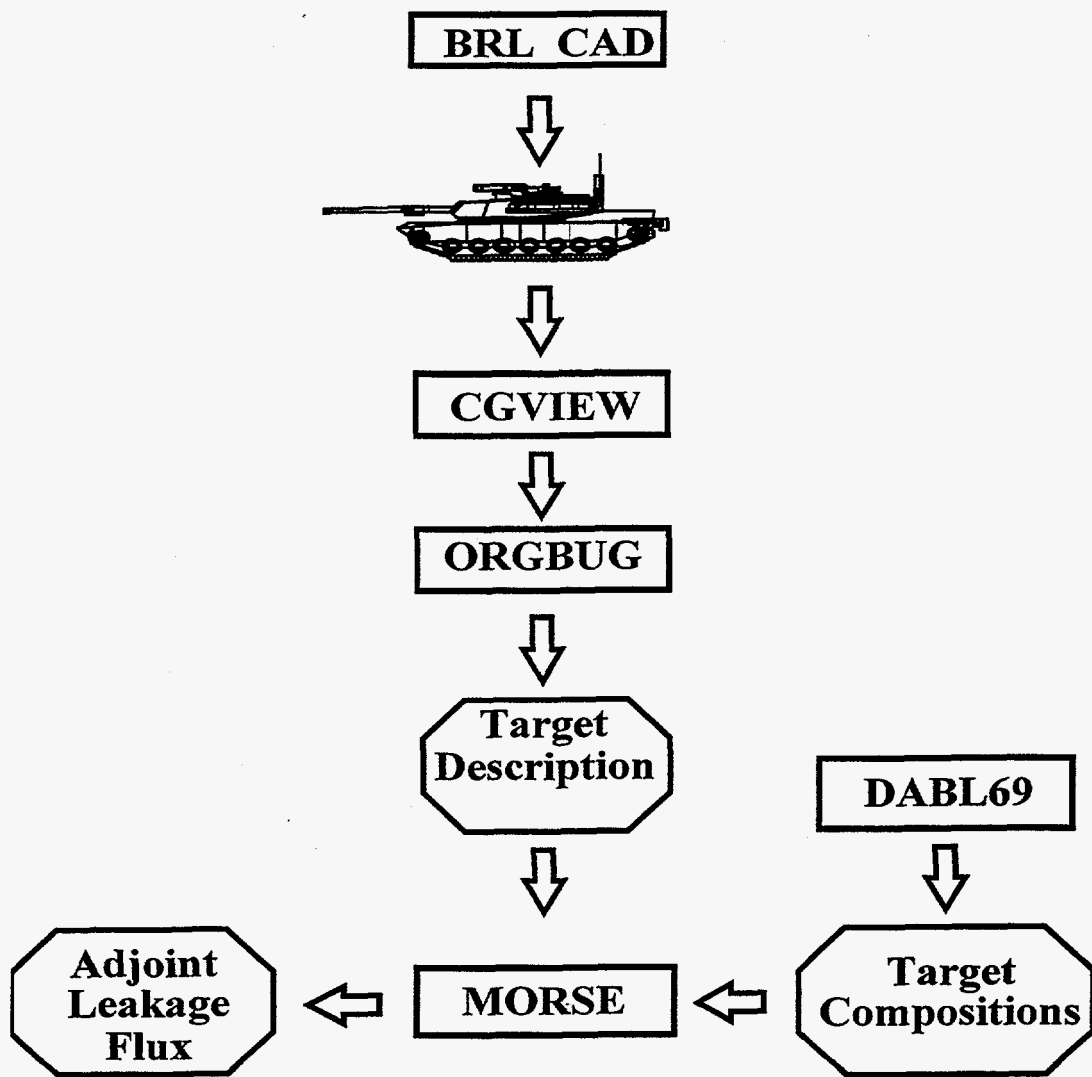 BRL CAD
CGVIEW
ORGBUG
Target
Description
DABL69
Adjoint
Leakage
Flux
MORSE
Target
Compositions